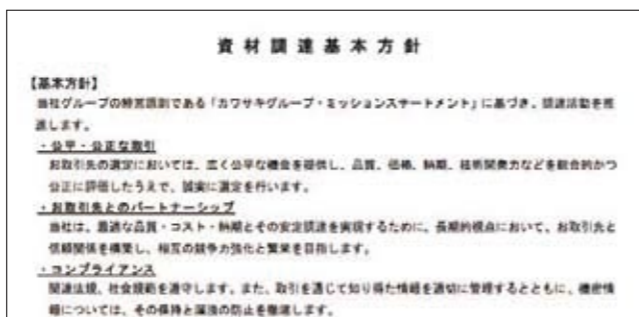 資材調達基本方針
【基本方針】
当社グループの経営原則である「カワサキグループ・ミッションステートメント」に基づき、調達活動を推
進します。
・公平・公正な取引
お取引先の選定においては、広く公平な機会を提供し、品質、価格、納期、技術開発力などを総合的かつ
公正に評価したうえで、誠実に選定を行います。
・お取引先とのパートナーシップ
当社は、最適な品質・コスト・納期とその安定調達を実現するために、長期的視点において、お取引先と
信頼関係を構築し、相互の競争力強化と繁栄を目指します。
・コンプライアンス
関連法規、社会規範を遵守します。また、取引を通じて知り得た情報を適切に管理するとともに、機密情
報については、その保持と漏洩の防止を徹底します。